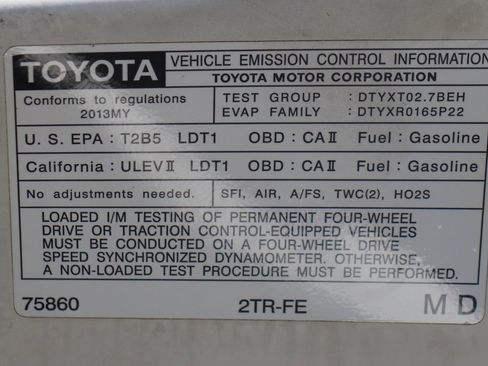 TOYOTA VEHICLE EMISSION CONTROL INFORMATION
TOYOTA MOTOR CORPORATION
Conforms to regulations
2013MY
TEST GROUP : DTYXT02.7BEH
EVAP FAMILY : DTYXR0165P22
U. S. EPA : T2B5 LDT1 OBD : CAⅡ Fuel : Gasoline
California : ULEVⅡ LDT1 OBD : CAⅡ Fuel : Gasoline
No adjustments needed. SFI, AIR, A/FS, TWC(2), HO2S
LOADED I/M TESTING OF PERMANENT FOUR-WHEEL
DRIVE OR TRACTION CONTROL-EQUIPPED VEHICLES
MUST BE CONDUCTED ON A FOUR-WHEEL DRIVE
SPEED SYNCHRONIZED DYNAMOMETER. OTHERWISE,
A NON-LOADED TEST PROCEDURE MUST BE USED.
75860 2TR-FE M D